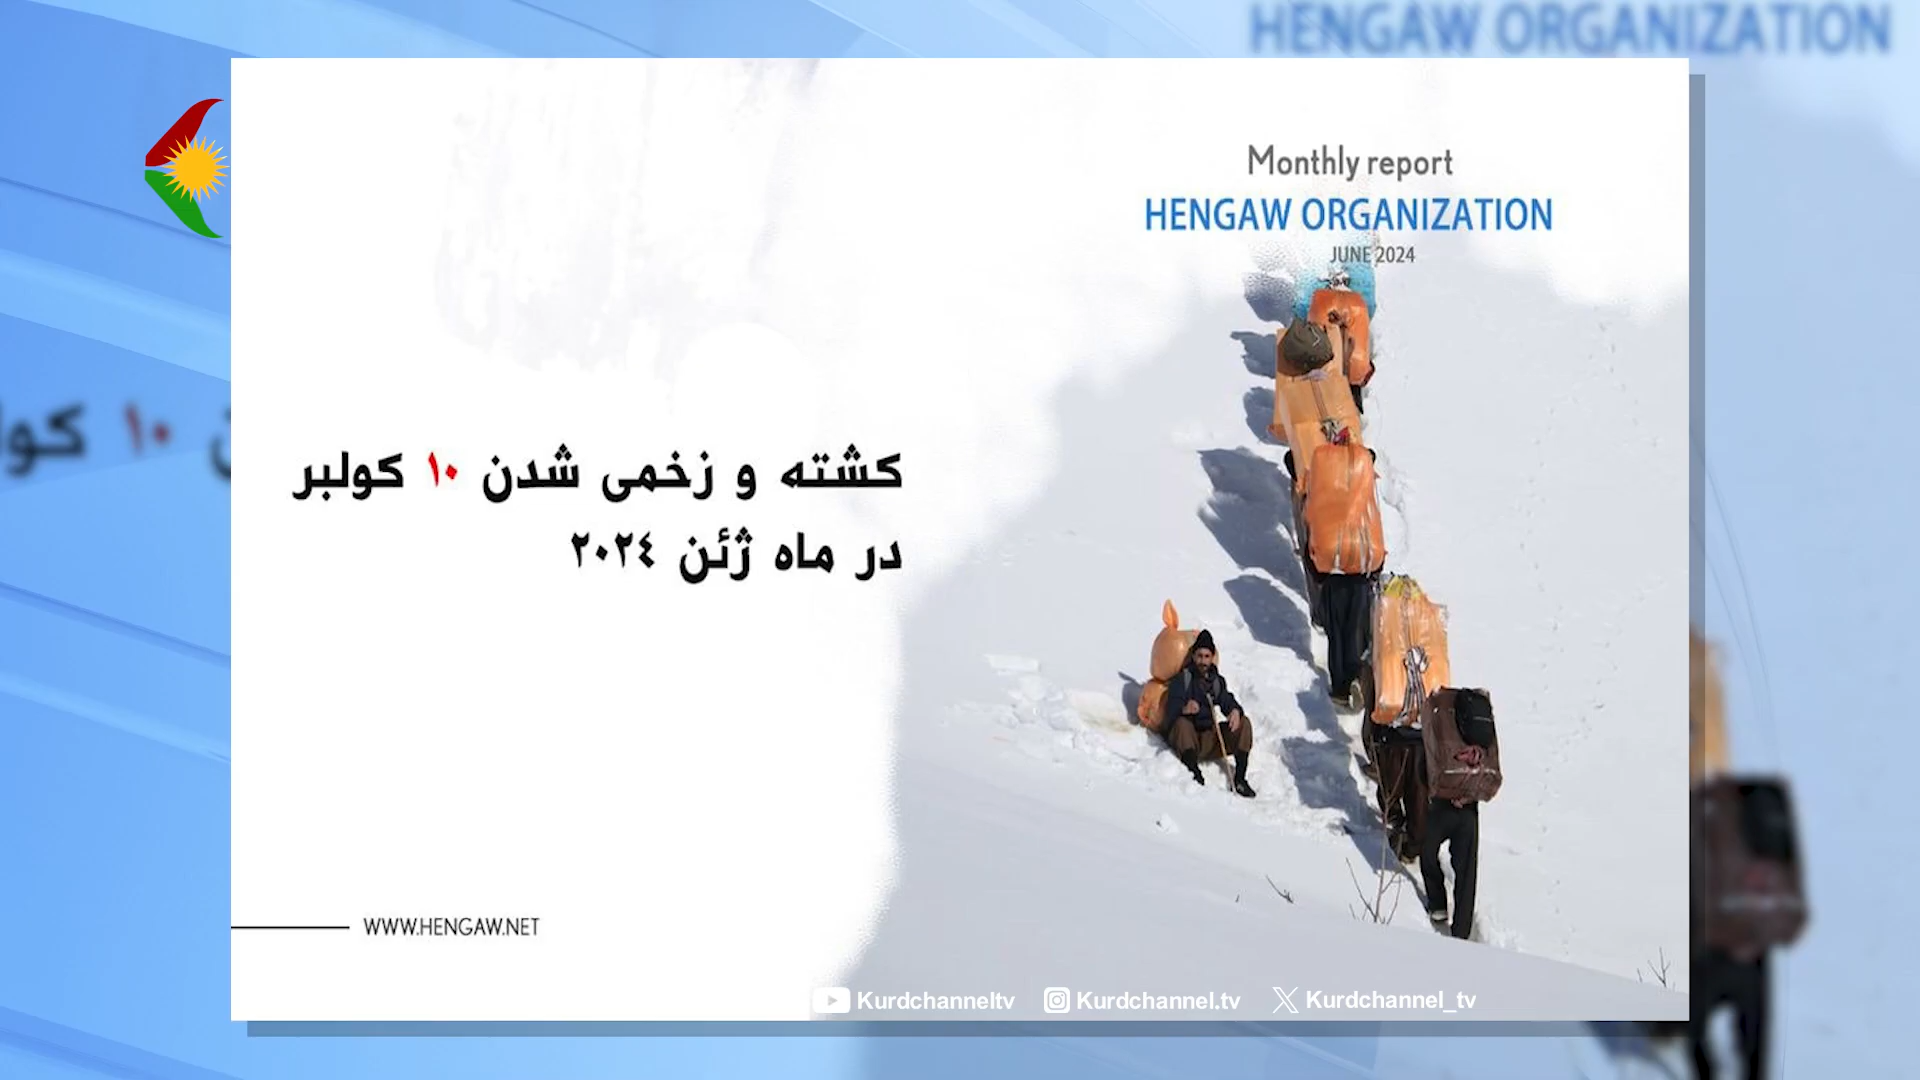 HENGAW ORGANIZATION
Monthly report
HENGAW ORGANIZATION
JUNE 2024
کشته و زخمی شدن ۱۰ کولبر
در ماه ژئن ۲۰۲٤
WWW.HENGAW.NET
Kurdchanneltv Kurdchannel.tv Kurdchannel_tv